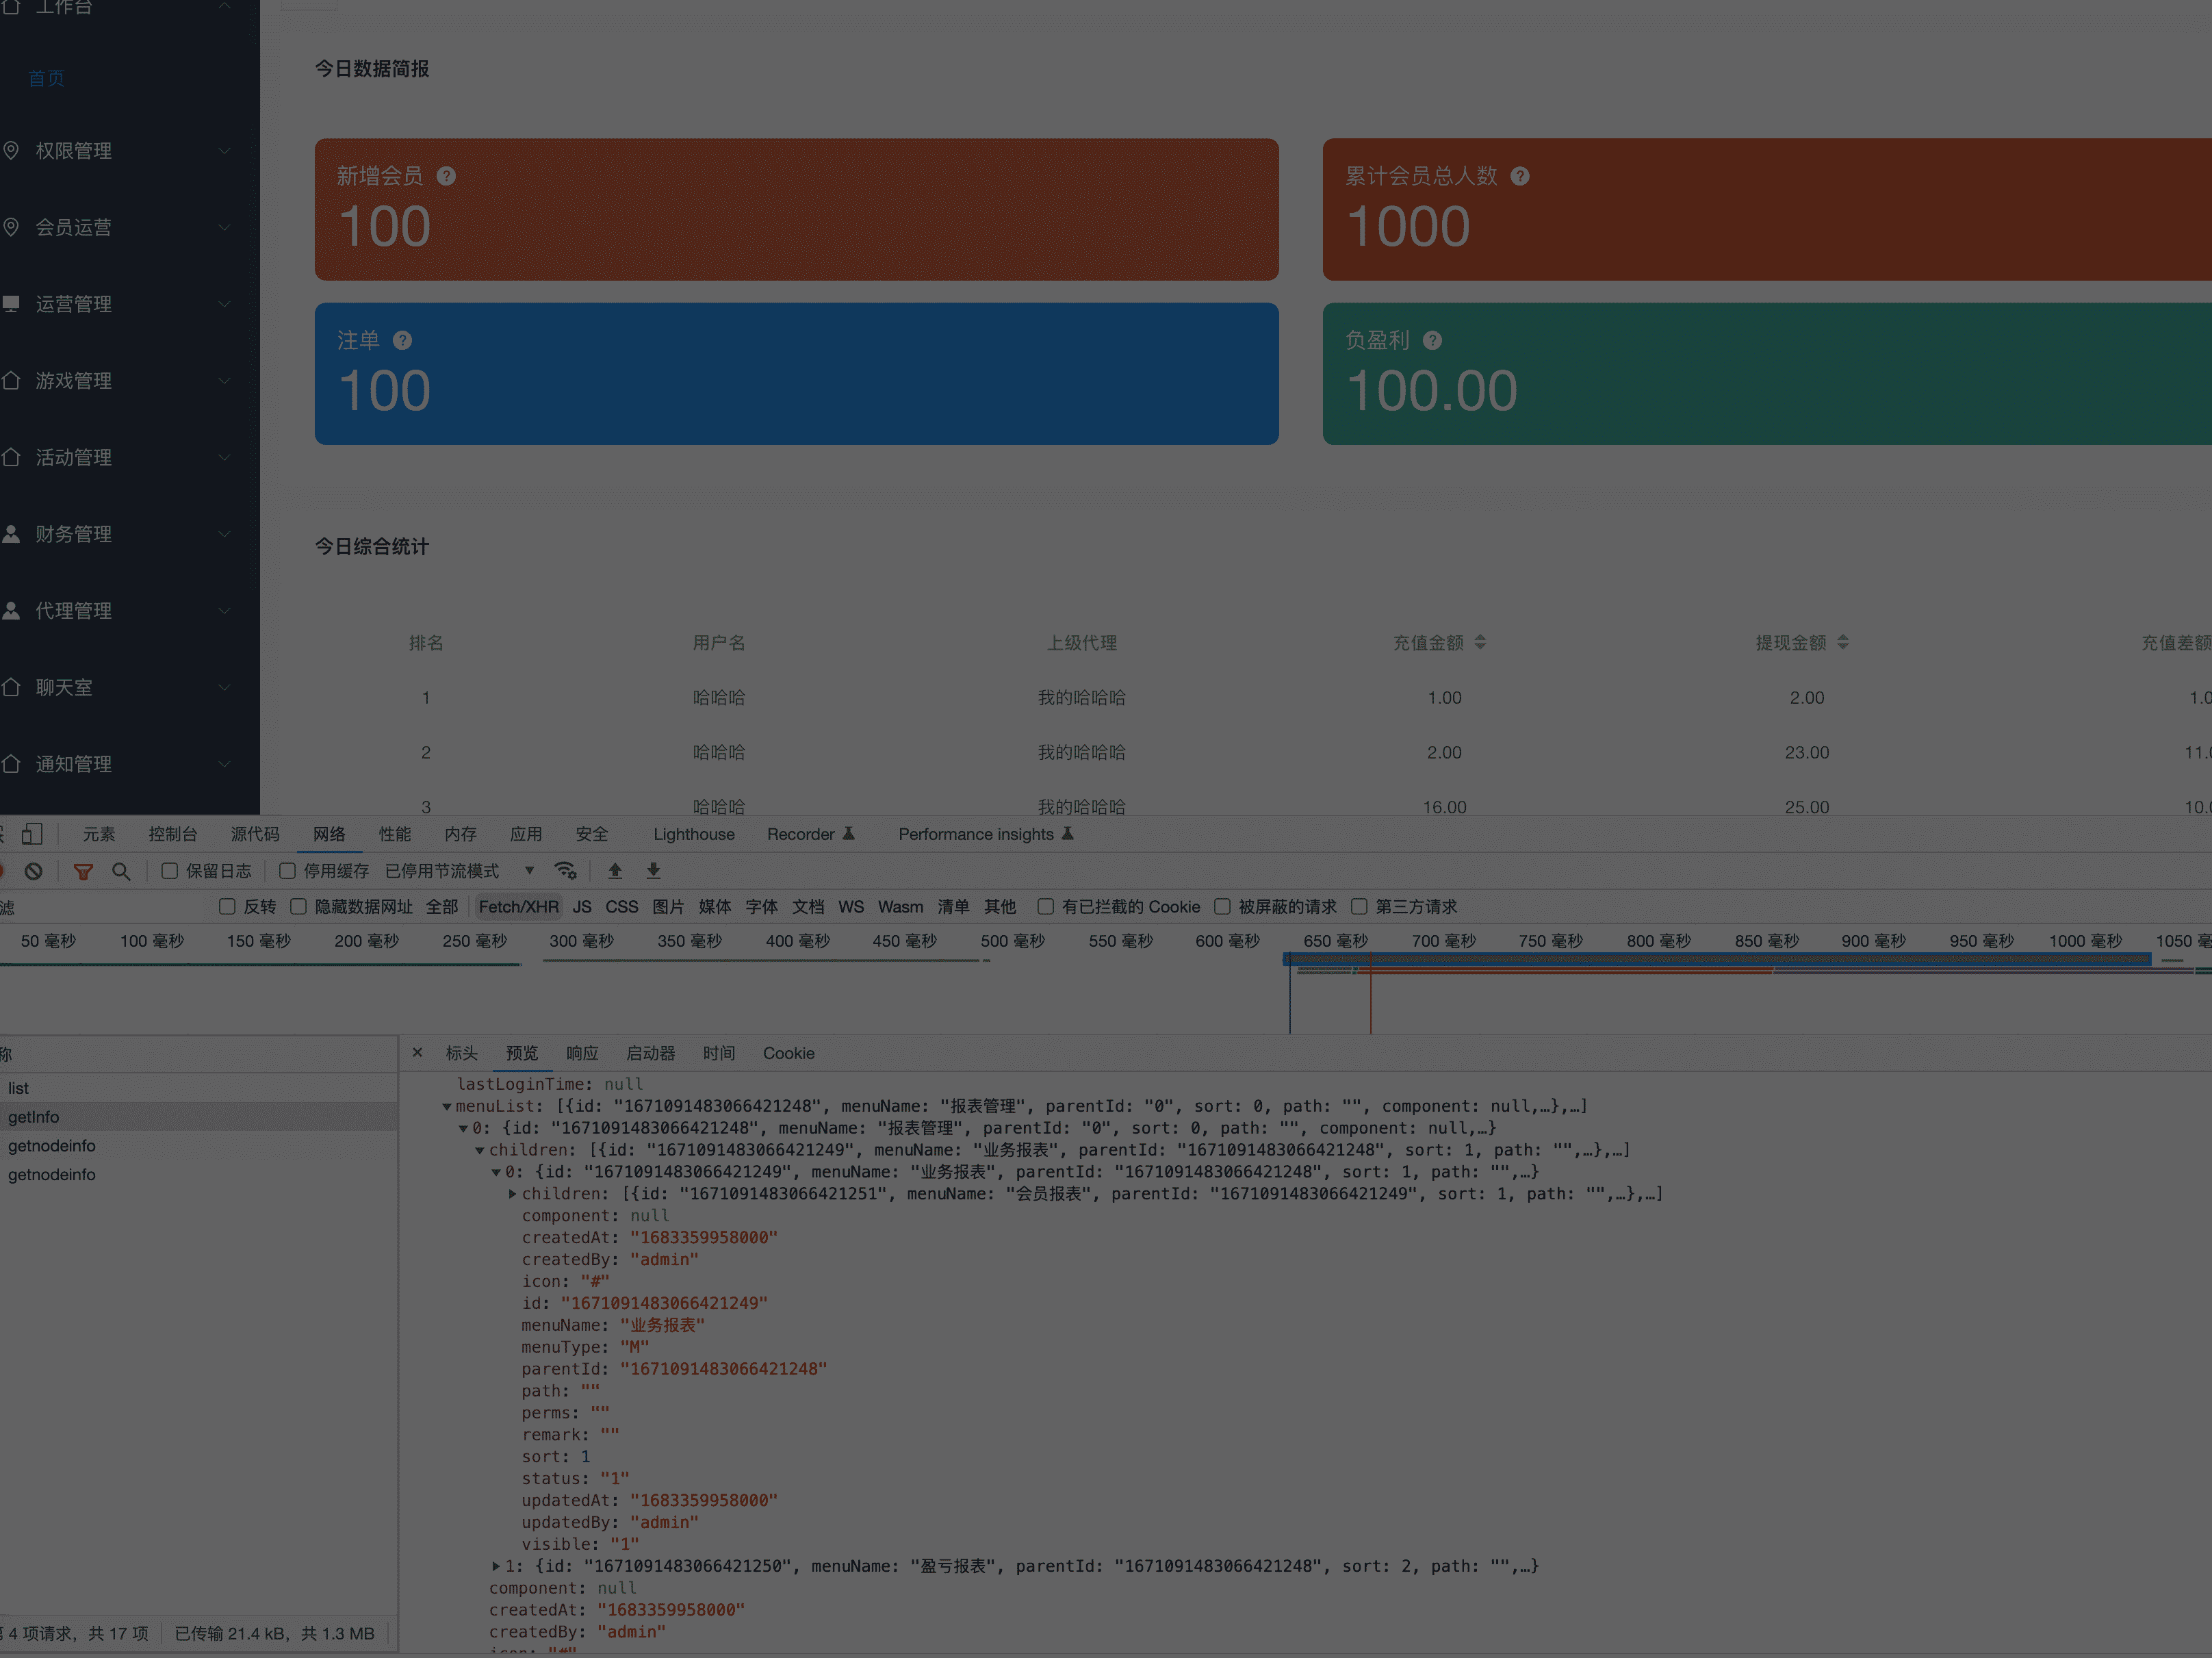 工作台
首页
权限管理
会员运营
运营管理
游戏管理
活动管理
财务管理
代理管理
聊天室
通知管理
今日数据简报
新增会员 ?
100
累计会员总人数 ?
1000
注单 ?
100
负盈利 ?
100.00
今日综合统计
排名 用户名 上级代理 充值金额 提现金额 充值差额
1 哈哈哈 我的哈哈哈 1.00 2.00 1.0
2 哈哈哈 我的哈哈哈 2.00 23.00 11.0
3 哈哈哈 我的哈哈哈 16.00 25.00 10.0
元素 控制台 源代码 网络 性能 内存 应用 安全 Lighthouse Recorder Performance insights
保留日志 停用缓存 已停用节流模式
滤 反转 隐藏数据网址 全部 Fetch/XHR JS CSS 图片 媒体 字体 文档 WS Wasm 清单 其他 有已拦截的 Cookie 被屏蔽的请求 第三方请求
50 毫秒 100 毫秒 150 毫秒 200 毫秒 250 毫秒 300 毫秒 350 毫秒 400 毫秒 450 毫秒 500 毫秒 550 毫秒 600 毫秒 650 毫秒 700 毫秒 750 毫秒 800 毫秒 850 毫秒 900 毫秒 950 毫秒 1000 毫秒 1050 毫
称
list
getInfo
getnodeinfo
getnodeinfo
4 项请求，共 17 项 已传输 21.4 kB，共 1.3 MB
× 标头 预览 响应 启动器 时间 Cookie
lastLoginTime: null
▼menuList: [{id: "1671091483066421248", menuName: "报表管理", parentId: "0", sort: 0, path: "", component: null,…},…]
▼0: {id: "1671091483066421248", menuName: "报表管理", parentId: "0", sort: 0, path: "", component: null,…}
▼children: [{id: "1671091483066421249", menuName: "业务报表", parentId: "1671091483066421248", sort: 1, path: "",…},…]
▼0: {id: "1671091483066421249", menuName: "业务报表", parentId: "1671091483066421248", sort: 1, path: "",…}
▶children: [{id: "1671091483066421251", menuName: "会员报表", parentId: "1671091483066421249", sort: 1, path: "",…},…]
component: null
createdAt: "1683359958000"
createdBy: "admin"
icon: "#"
id: "1671091483066421249"
menuName: "业务报表"
menuType: "M"
parentId: "1671091483066421248"
path: ""
perms: ""
remark: ""
sort: 1
status: "1"
updatedAt: "1683359958000"
updatedBy: "admin"
visible: "1"
▶1: {id: "1671091483066421250", menuName: "盈亏报表", parentId: "1671091483066421248", sort: 2, path: "",…}
component: null
createdAt: "1683359958000"
createdBy: "admin"
icon: "#"